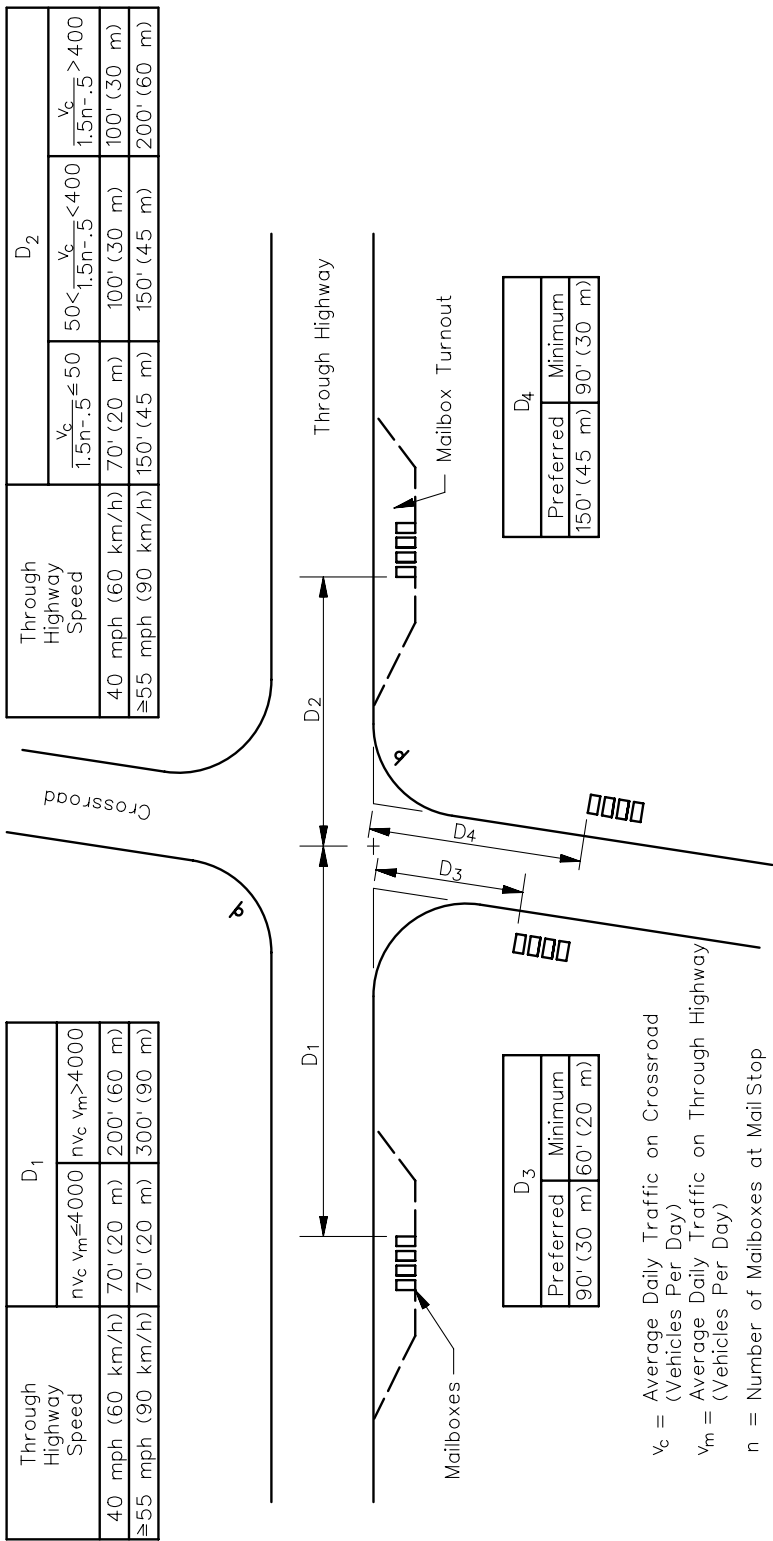 Through
Highway
Speed
D1
nvc vm≤4000 nvc vm>4000
40 mph (60 km/h) 70' (20 m) 200' (60 m)
≥55 mph (90 km/h) 70' (20 m) 300' (90 m)
Through
Highway
Speed
D2
vc/1.5n-.5 ≤ 50 50< vc/1.5n-.5 <400 vc/1.5n-.5 >400
40 mph (60 km/h) 70' (20 m) 100' (30 m) 100' (30 m)
≥55 mph (90 km/h) 150' (45 m) 150' (45 m) 200' (60 m)
Crossroad
D1
D2
Through Highway
Mailboxes
Mailbox Turnout
D3
D4
D3
Preferred Minimum
90' (30 m) 60' (20 m)
D4
Preferred Minimum
150' (45 m) 90' (30 m)
vc = Average Daily Traffic on Crossroad
(Vehicles Per Day)
vm = Average Daily Traffic on Through Highway
(Vehicles Per Day)
n = Number of Mailboxes at Mail Stop